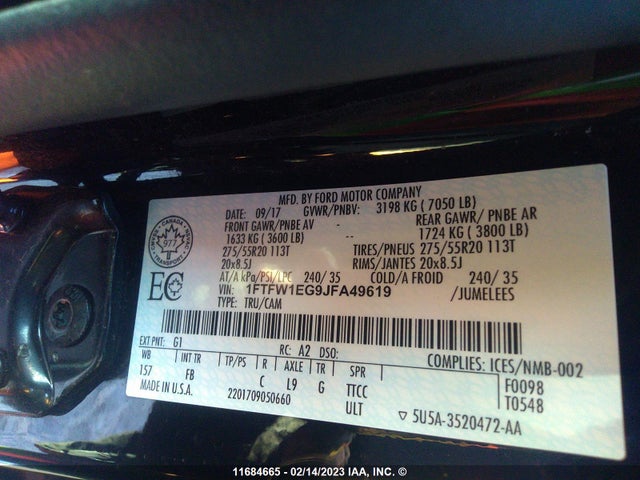 MFD. BY FORD MOTOR COMPANY
DATE: 09/17 GVWR/PNBV: 3198 KG ( 7050 LB)
FRONT GAWR/PNBE AV -- REAR GAWR/ PNBE AR
1633 KG ( 3600 LB) -- 1724 KG ( 3800 LB)
275/55R20 113T TIRES/PNEUS 275/55R20 113T
20x8.5J RIMS/JANTES 20x8.5J
AT/A kPa/PSI/LPC 240/ 35 COLD/A FROID 240/ 35
VIN: 1FTFW1EG9JFA49619 /JUMELEES
TYPE: TRU/CAM
CANADA
977
TRANSPORT
EC
EXT PNT: G1 RC: A2 DSO: COMPLIES: ICES/NMB-002
WB INT TR TP/PS R AXLE TR SPR F0098
157 FB C L9 G TTCC T0548
MADE IN U.S.A. 2201709050660 ULT ▽ 5U5A-3520472-AA
11684665 - 02/14/2023 IAA, INC. ©